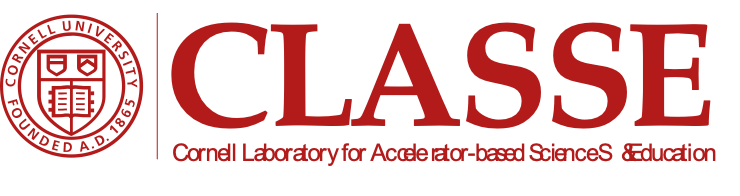 CORNELL UNIVERSITY
FOUNDED A.D. 1865
CLASSE
Cornell Laboratory for Accelerator-based ScienceS &Education